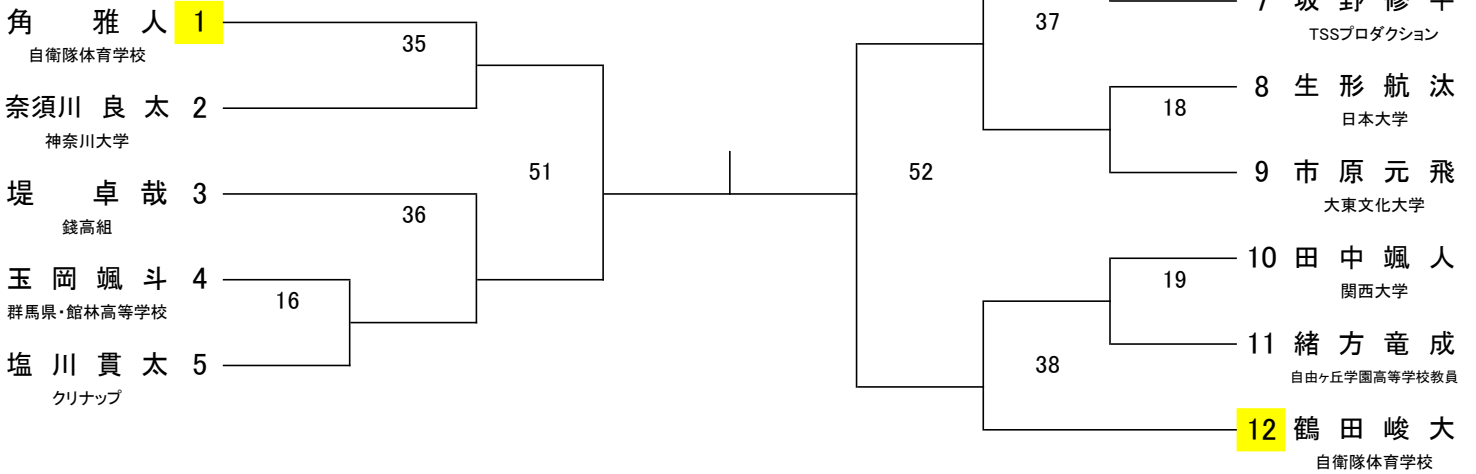 角 雅人 1
自衛隊体育学校
35
奈須川 良太 2
神奈川大学
51
堤 卓哉 3
錢高組
36
玉岡颯斗 4
群馬県・館林高等学校
16
塩川貫太 5
クリナップ
37
TSSプロダクション
8 生形航汰
日本大学
18
52
9 市原元飛
大東文化大学
10 田中颯人
関西大学
19
11 緒方竜成
自由ヶ丘学園高等学校教員
38
12 鶴田峻大
自衛隊体育学校